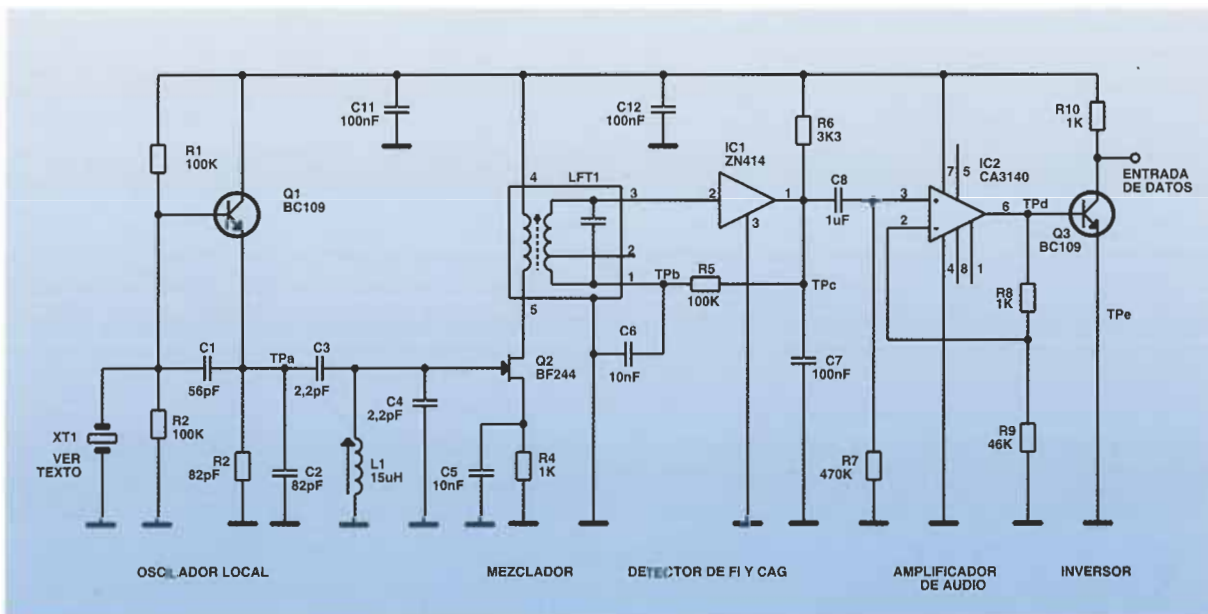 C11
100nF
C12
100nF
R10
1K
R6
3K3
R1
100K
IC1
ZN414
IC2
CA3140
ENTRADA
DE DATOS
Q1
BC109
4
LFT1
3
2
1
3
C8
1uF
7
5
3
2
6
TPd
Q3
BC109
2
1
TPb
R5
100K
TPc
4
8
1
R8
1K
TPe
5
C1
56pF
TPa
C3
2,2pF
Q2
BF244
C6
10nF
C7
100nF
C4
2,2pF
XT1
VER
TEXTO
R2
100K
R2
82pF
C2
82pF
L1
15uH
C5
10nF
R4
1K
R7
470K
R9
46K
OSCILADOR LOCAL
MEZCLADOR
DETECTOR DE FI Y CAG
AMPLIFICADOR
DE AUDIO
INVERSOR